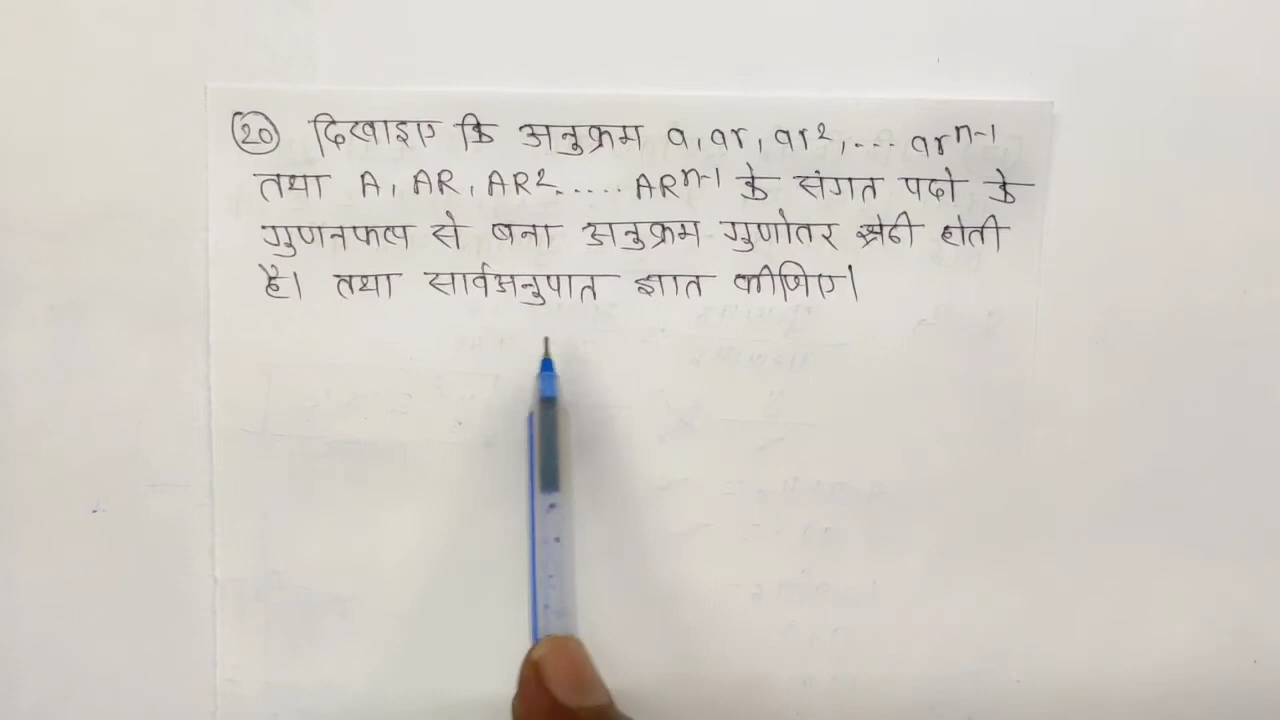 (20) दिखाइए कि अनुक्रम a, ar, ar², ... arⁿ⁻¹
तथा A, AR, AR² ..... ARⁿ⁻¹ के संगत पदो के
गुणनफल से बना अनुक्रम गुणोतर श्रेढी होती
है। तथा सार्वअनुपात ज्ञात कीजिए।